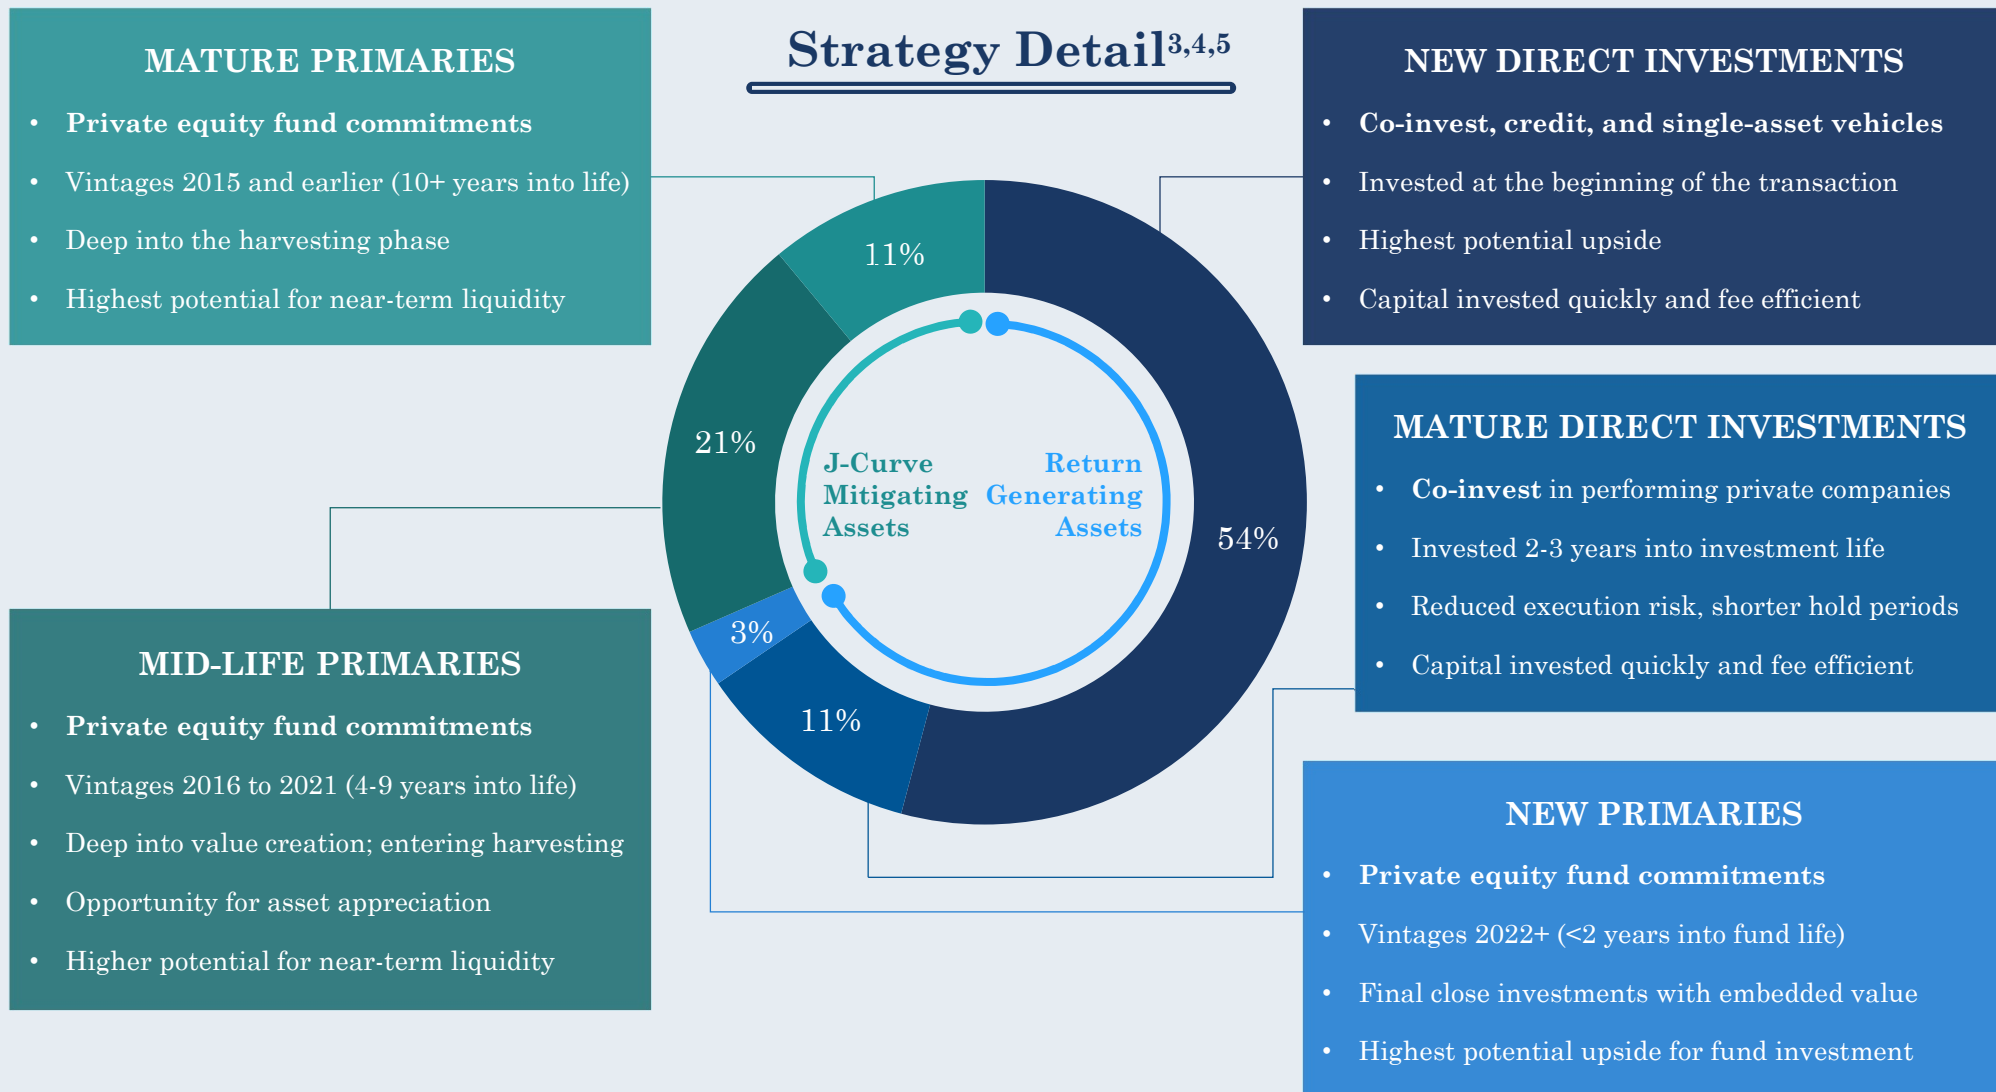 Strategy Detail3,4,5
MATURE PRIMARIES
• Private equity fund commitments
• Vintages 2015 and earlier (10+ years into life)
• Deep into the harvesting phase
• Highest potential for near-term liquidity
NEW DIRECT INVESTMENTS
• Co-invest, credit, and single-asset vehicles
• Invested at the beginning of the transaction
• Highest potential upside
• Capital invested quickly and fee efficient
11%
21%
3%
11%
54%
J-Curve
Mitigating
Assets
Return
Generating
Assets
MATURE DIRECT INVESTMENTS
• Co-invest in performing private companies
• Invested 2-3 years into investment life
• Reduced execution risk, shorter hold periods
• Capital invested quickly and fee efficient
MID-LIFE PRIMARIES
• Private equity fund commitments
• Vintages 2016 to 2021 (4-9 years into life)
• Deep into value creation; entering harvesting
• Opportunity for asset appreciation
• Higher potential for near-term liquidity
NEW PRIMARIES
• Private equity fund commitments
• Vintages 2022+ (<2 years into fund life)
• Final close investments with embedded value
• Highest potential upside for fund investment